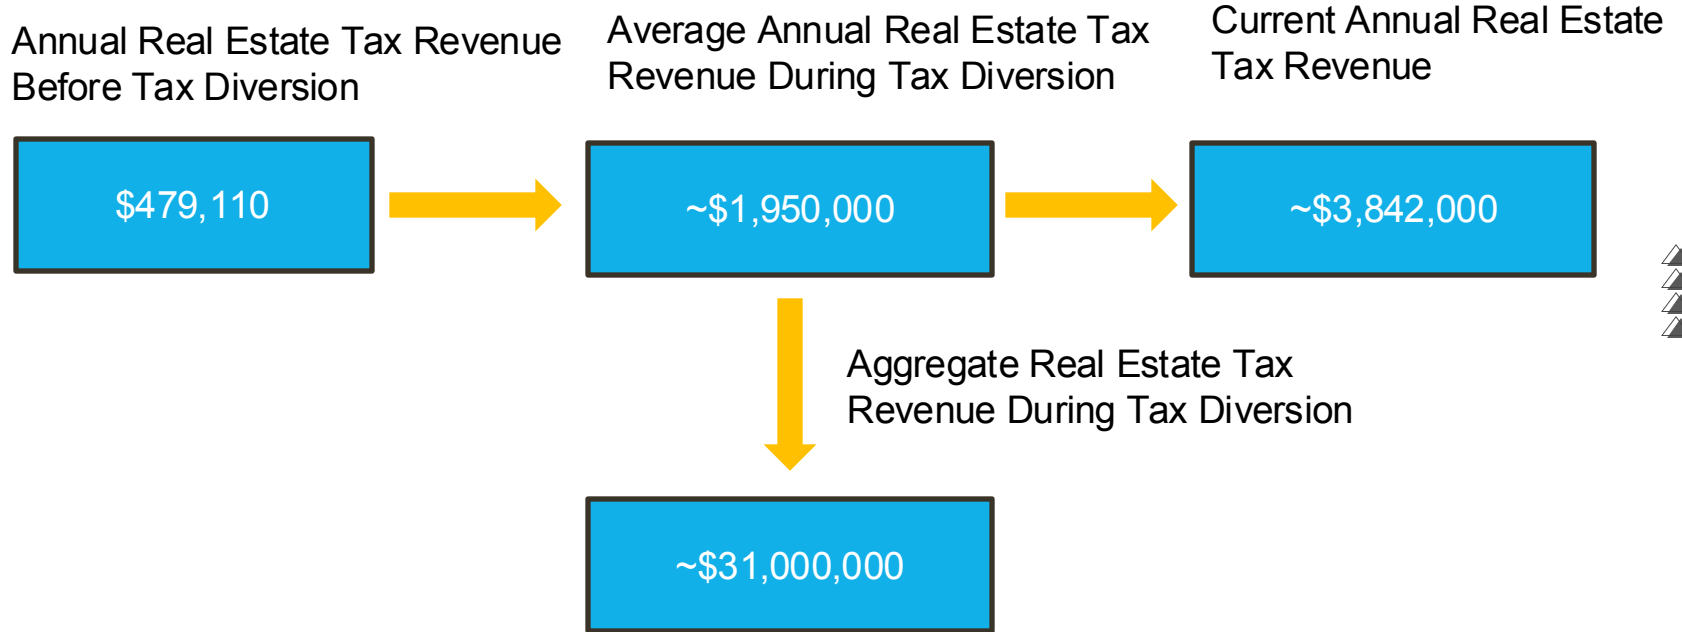 Annual Real Estate Tax Revenue
Before Tax Diversion
Average Annual Real Estate Tax
Revenue During Tax Diversion
Current Annual Real Estate
Tax Revenue
$479,110
~$1,950,000
~$3,842,000
Aggregate Real Estate Tax
Revenue During Tax Diversion
~$31,000,000